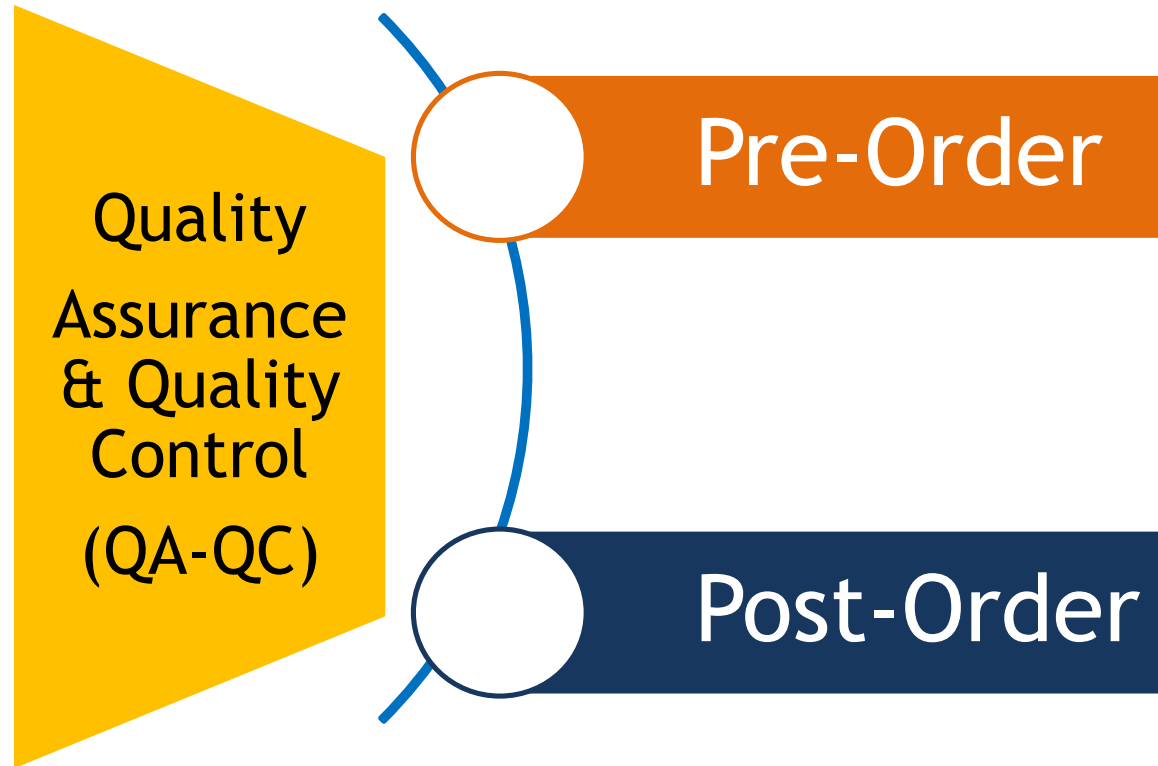 Quality
Assurance
& Quality
Control
(QA-QC)
Pre-Order
Post-Order